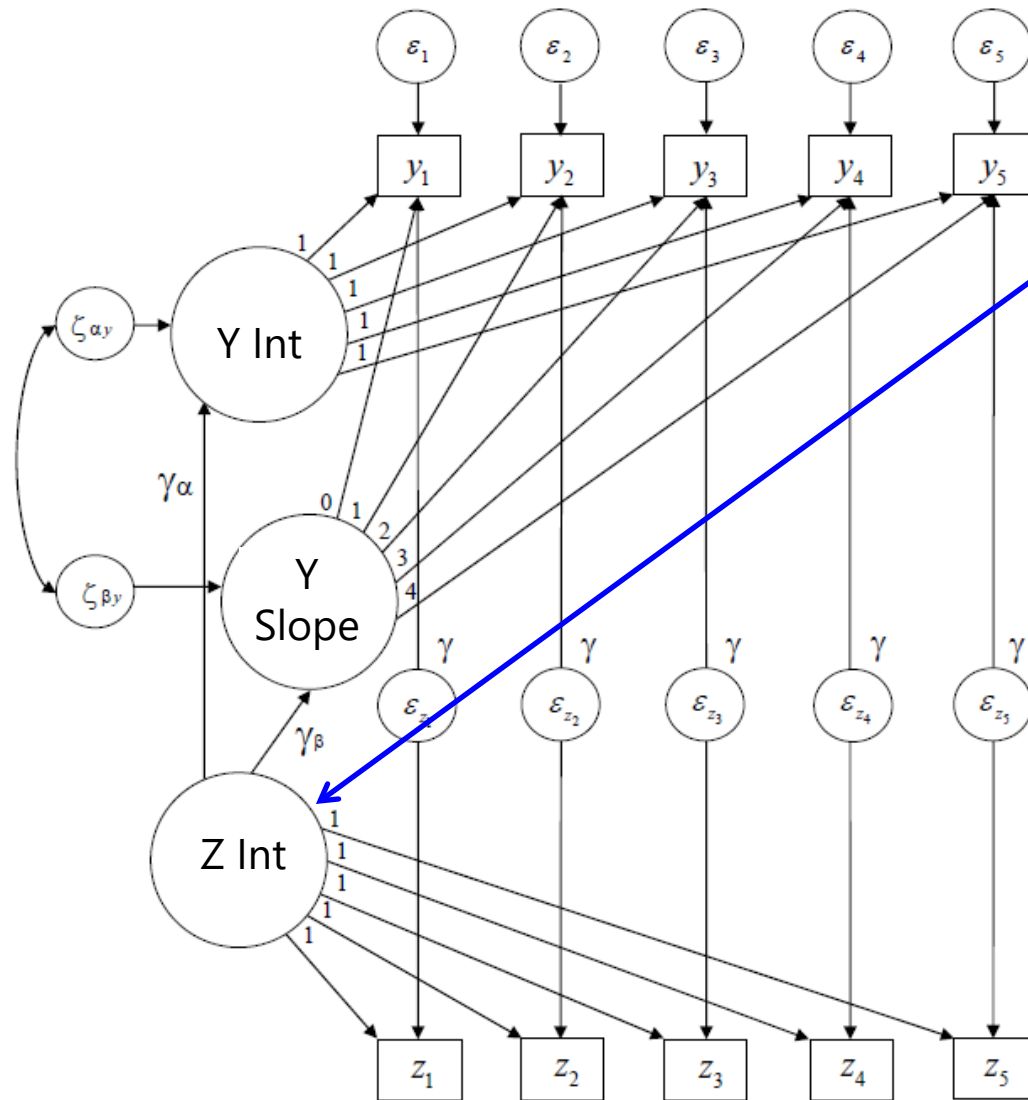 ε₁ ε₂ ε₃ ε₄ ε₅
y₁ y₂ y₃ y₄ y₅
1
1
1
1
1
ζαy
Y Int
γα
0 1 2 3 4
ζβy
Y
Slope
γ γ γ γ γ
εz₁ εz₂ εz₃ εz₄ εz₅
γβ
Z Int
1
1
1
1
1
z₁ z₂ z₃ z₄ z₅